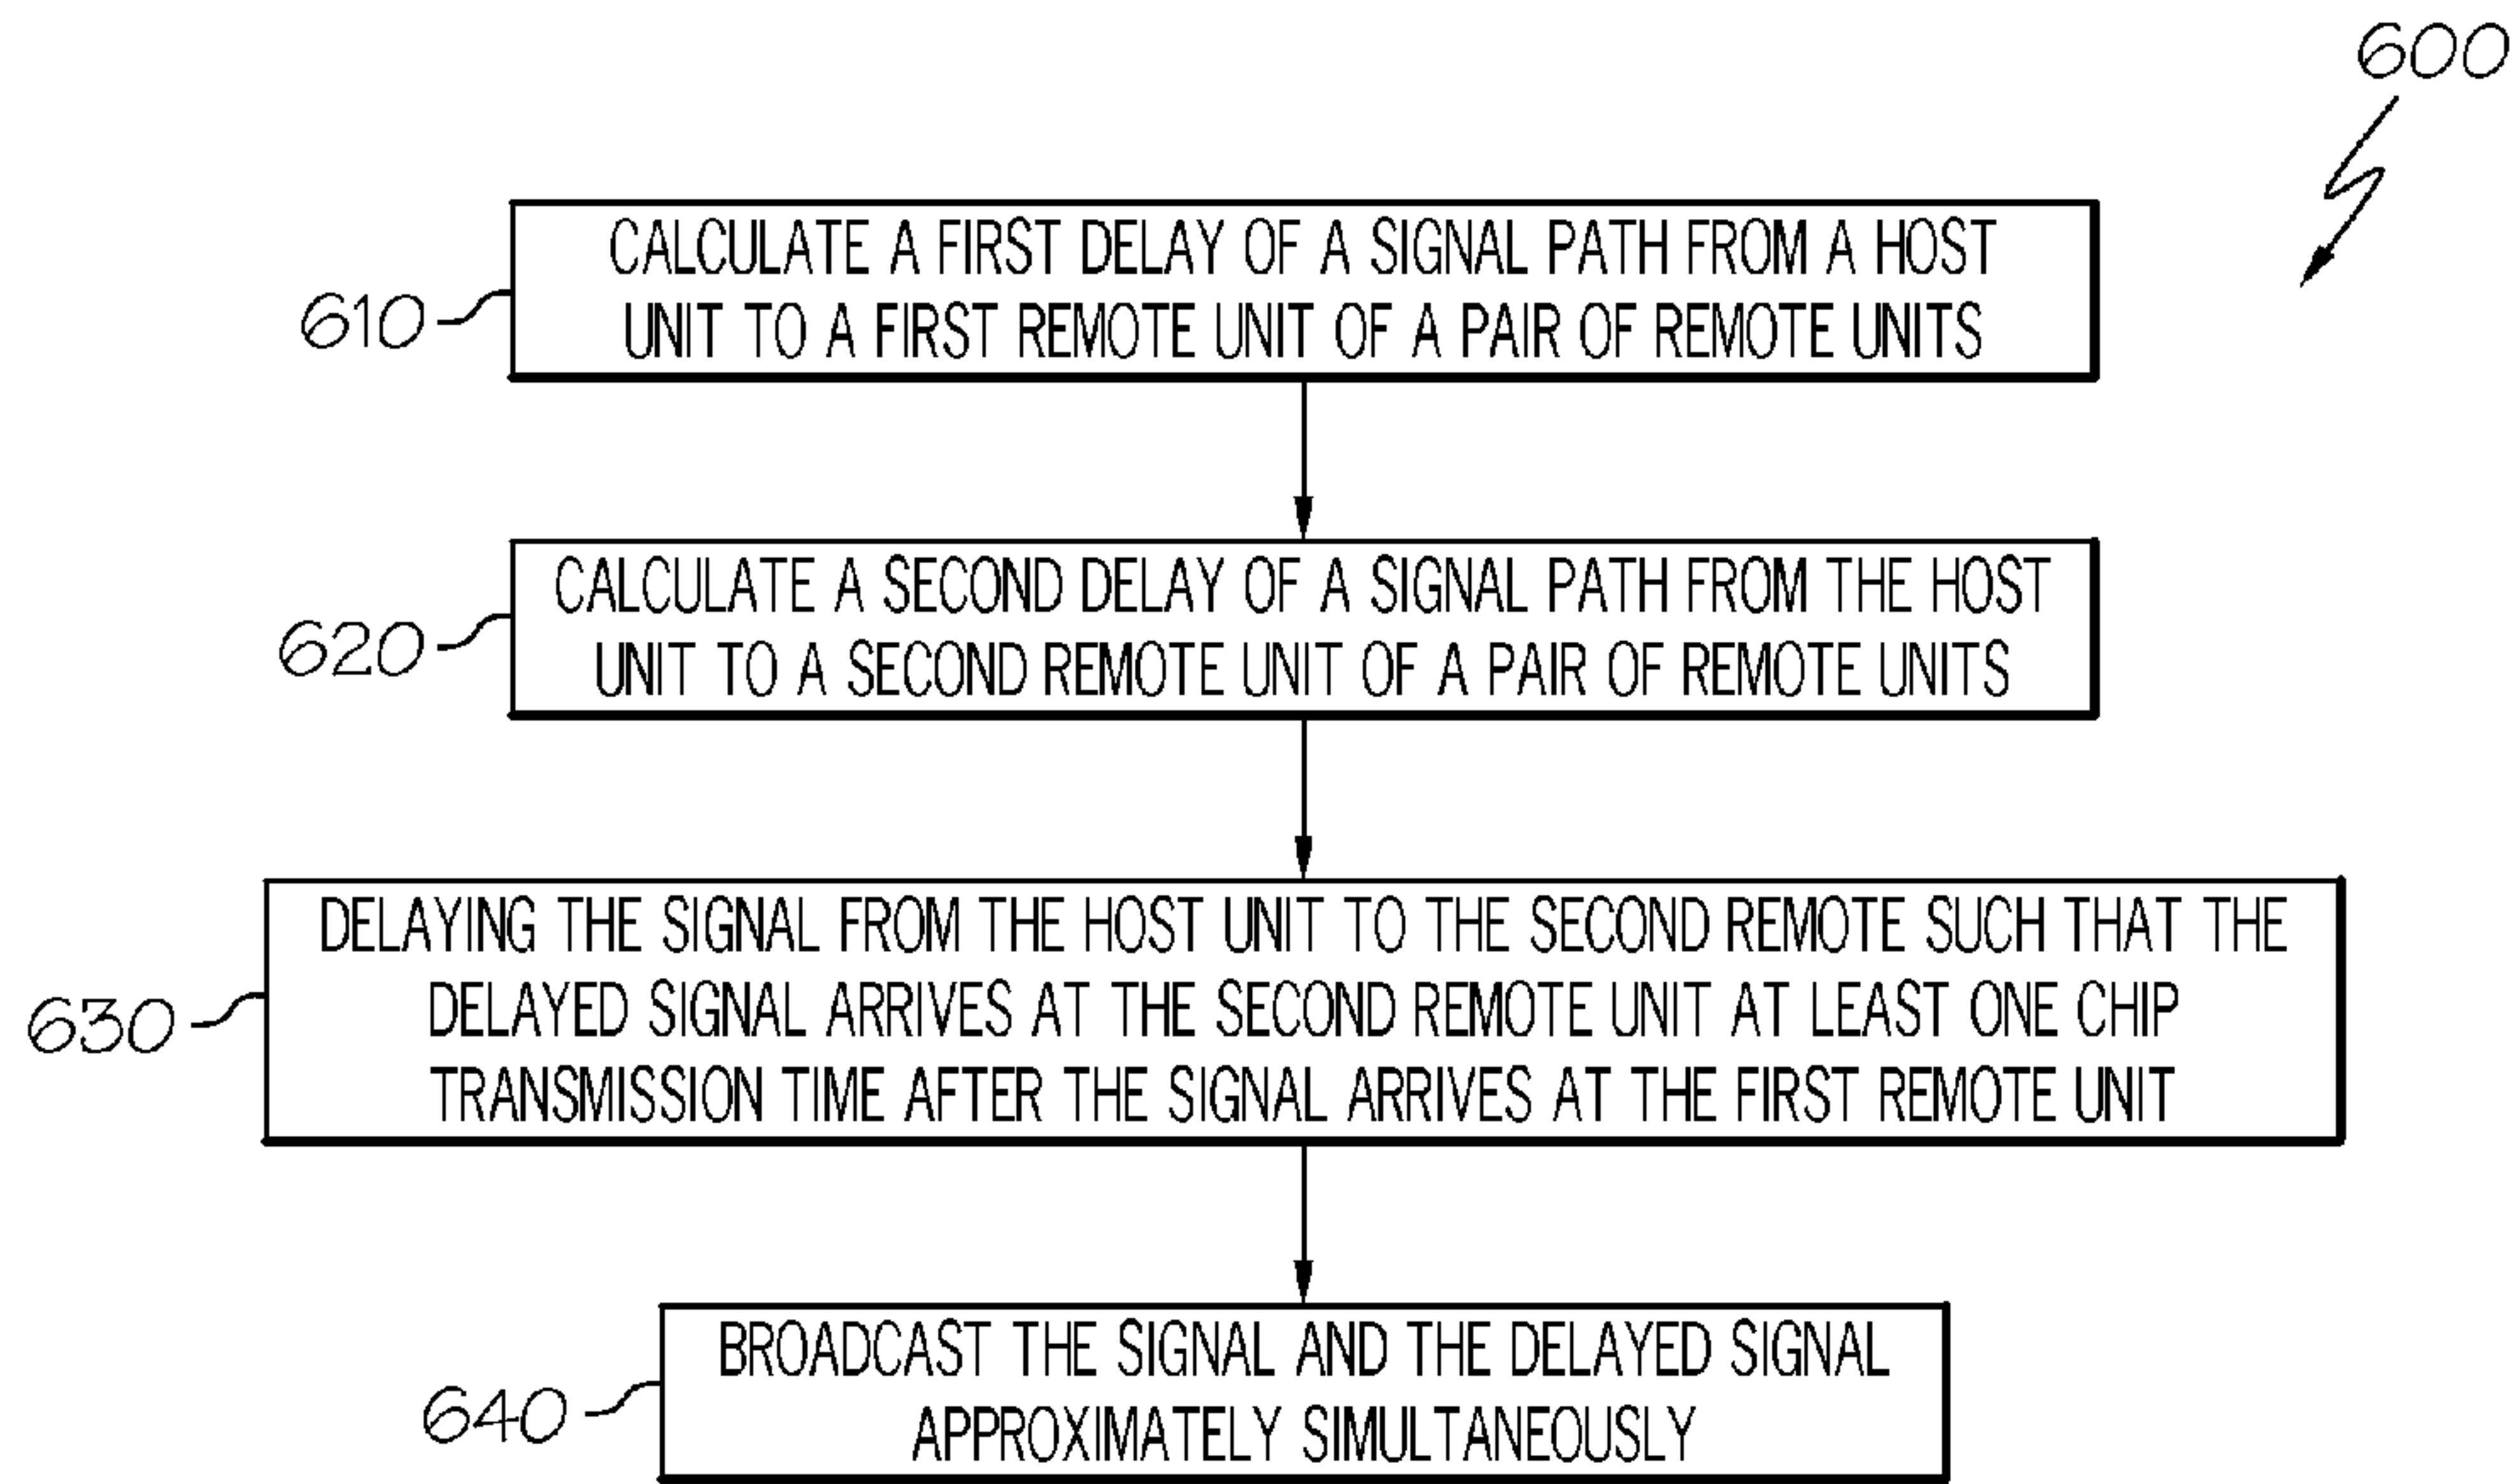 600
CALCULATE A FIRST DELAY OF A SIGNAL PATH FROM A HOST
UNIT TO A FIRST REMOTE UNIT OF A PAIR OF REMOTE UNITS
610
CALCULATE A SECOND DELAY OF A SIGNAL PATH FROM THE HOST
UNIT TO A SECOND REMOTE UNIT OF A PAIR OF REMOTE UNITS
620
DELAYING THE SIGNAL FROM THE HOST UNIT TO THE SECOND REMOTE SUCH THAT THE
DELAYED SIGNAL ARRIVES AT THE SECOND REMOTE UNIT AT LEAST ONE CHIP
TRANSMISSION TIME AFTER THE SIGNAL ARRIVES AT THE FIRST REMOTE UNIT
630
BROADCAST THE SIGNAL AND THE DELAYED SIGNAL
APPROXIMATELY SIMULTANEOUSLY
640